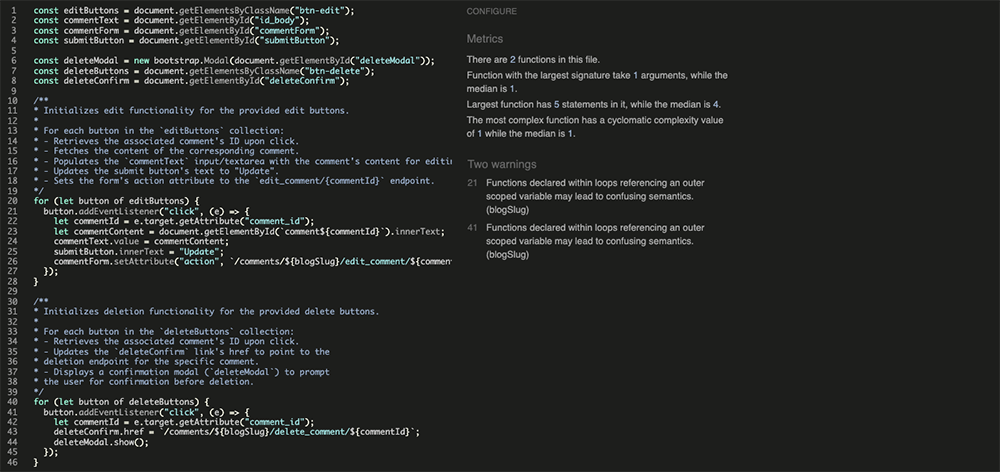 1 const editButtons = document.getElementsByClassName("btn-edit");
2 const commentText = document.getElementById("id_body");
3 const commentForm = document.getElementById("commentForm");
4 const submitButton = document.getElementById("submitButton");
5
6 const deleteModal = new bootstrap.Modal(document.getElementById("deleteModal"));
7 const deleteButtons = document.getElementsByClassName("btn-delete");
8 const deleteConfirm = document.getElementById("deleteConfirm");
9
10 /**
11 * Initializes edit functionality for the provided edit buttons.
12 *
13 * For each button in the `editButtons` collection:
14 * - Retrieves the associated comment's ID upon click.
15 * - Fetches the content of the corresponding comment.
16 * - Populates the `commentText` input/textarea with the comment's content for editin
17 * - Updates the submit button's text to "Update".
18 * - Sets the form's action attribute to the `edit_comment/{commentId}` endpoint.
19 */
20 for (let button of editButtons) {
21 button.addEventListener("click", (e) => {
22 let commentId = e.target.getAttribute("comment_id");
23 let commentContent = document.getElementById(`comment${commentId}`).innerText;
24 commentText.value = commentContent;
25 submitButton.innerText = "Update";
26 commentForm.setAttribute("action", `/comments/${blogSlug}/edit_comment/${commen
27 });
28 }
29
30 /**
31 * Initializes deletion functionality for the provided delete buttons.
32 *
33 * For each button in the `deleteButtons` collection:
34 * - Retrieves the associated comment's ID upon click.
35 * - Updates the `deleteConfirm` link's href to point to the
36 * deletion endpoint for the specific comment.
37 * - Displays a confirmation modal (`deleteModal`) to prompt
38 * the user for confirmation before deletion.
39 */
40 for (let button of deleteButtons) {
41 button.addEventListener("click", (e) => {
42 let commentId = e.target.getAttribute("comment_id");
43 deleteConfirm.href = `/comments/${blogSlug}/delete_comment/${commentId}`;
44 deleteModal.show();
45 });
46 }
CONFIGURE
Metrics
There are 2 functions in this file.
Function with the largest signature take 1 arguments, while the
median is 1.
Largest function has 5 statements in it, while the median is 4.
The most complex function has a cyclomatic complexity value
of 1 while the median is 1.
Two warnings
21 Functions declared within loops referencing an outer
scoped variable may lead to confusing semantics.
(blogSlug)
41 Functions declared within loops referencing an outer
scoped variable may lead to confusing semantics.
(blogSlug)